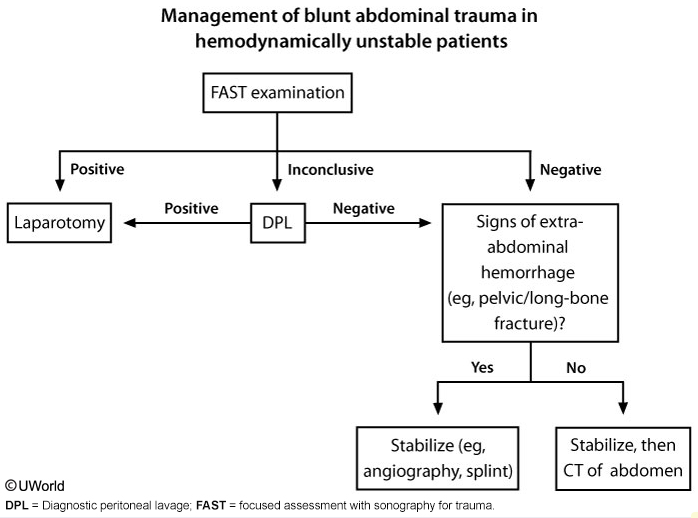 Management of blunt abdominal trauma in
hemodynamically unstable patients
FAST examination
Positive
Inconclusive
Negative
Laparotomy
Positive
DPL
Negative
Signs of extra-
abdominal
hemorrhage
(eg, pelvic/long-bone
fracture)?
Yes
No
Stabilize (eg,
angiography, splint)
Stabilize, then
CT of abdomen
©UWorld
DPL = Diagnostic peritoneal lavage; FAST = focused assessment with sonography for trauma.